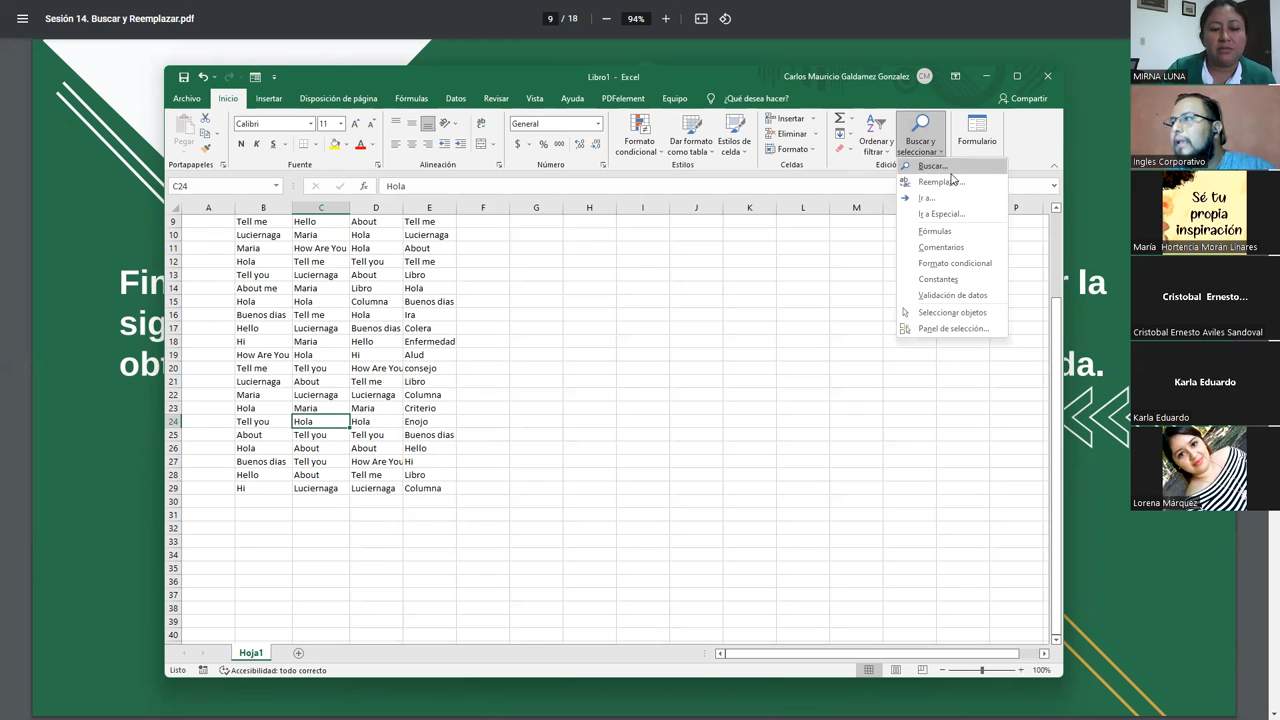 Sesión 14. Buscar y Reemplazar.pdf
9 / 18
94%
Libro1 - Excel
Carlos Mauricio Galdamez Gonzalez CM
Archivo Inicio Insertar Disposición de página Fórmulas Datos Revisar Vista Ayuda PDFelement Equipo ¿Qué desea hacer? Compartir
Pegar
Calibri 11
General
Formato condicional
Dar formato como tabla
Estilos de celda
Insertar
Eliminar
Formato
Ordenar y filtrar
Buscar y seleccionar
Formulario
Portapapeles Fuente Alineación Número Estilos Celdas
Buscar...
Ir a...
Ir a Especial...
Fórmulas
Comentarios
Formato condicional
Constantes
Validación de datos
Seleccionar objetos
Panel de selección...
C24 Hola
A B C D E F G H I J K L M P
9 Tell me Hello About Tell me
10 Luciernaga Maria Hola Luciernaga
11 Maria How Are You Hola About
12 Hola Tell me Tell you Tell me
13 Tell you Luciernaga About Libro
14 About me Maria Libro Hola
15 Hola Hola Columna Buenos dias
16 Buenos dias Tell me Hola Ira
17 Hello Luciernaga Buenos dias Colera
18 Hi Maria Hello Enfermedad
19 How Are You Hola Hi Alud
20 Tell me Tell you How Are You consejo
21 Luciernaga About Tell me Libro
22 Maria Luciernaga Luciernaga Columna
23 Hola Maria Maria Criterio
24 Tell you Hola Hola Enojo
25 About Tell you Tell you Buenos dias
26 Hola About About Hello
27 Buenos dias Tell you How Are You Hi
28 Hello About Tell me Libro
29 Hi Luciernaga Luciernaga Columna
30
31
32
33
34
35
36
37
38
39
40
Hoja1
Listo Accesibilidad: todo correcto 100%
Fin
sig
ob
r la
da.
MIRNA LUNA
Ingles Corporativo
Sé tu
propia
inspiración
María Hortencia Morán Linares
Cristobal Ernesto...
Cristobal Ernesto Aviles Sandoval
Karla Eduardo
Karla Eduardo
Lorena Márquez